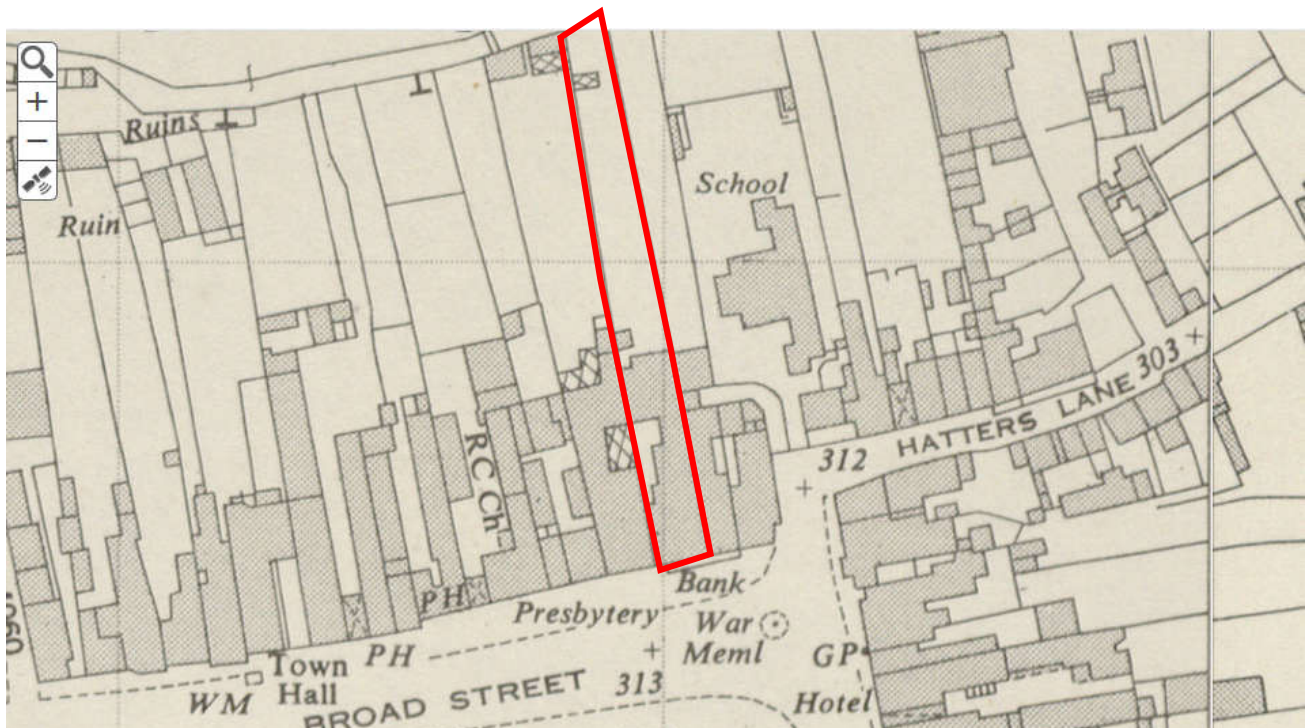 +
−
Ruins
Ruin
School
303
HATTERS LANE
312
RC Ch
PH
Presbytery
Bank
War
Meml
PH
Town
Hall
WM
BROAD STREET
313
GP
Hotel